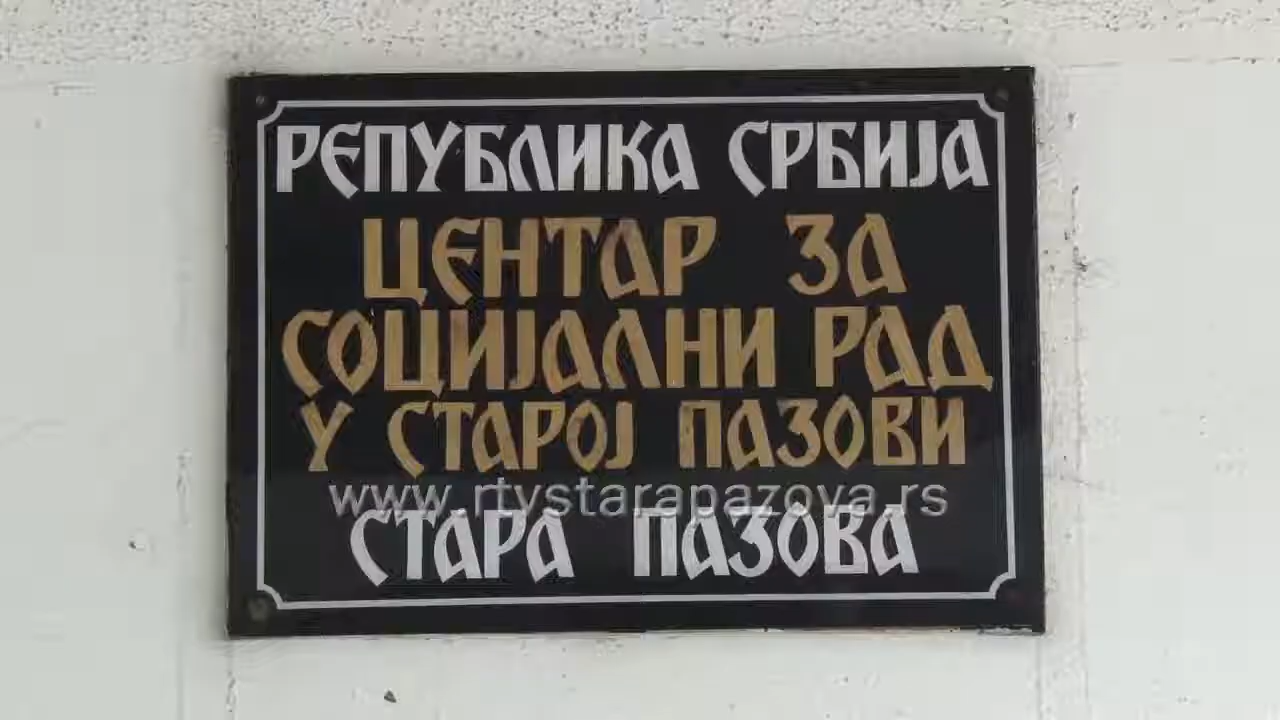 РЕПУБЛИКА СРБИЈА
ЦЕНТАР ЗА
СОЦИЈАЛНИ РАД
У СТАРОЈ ПАЗОВИ
www.rtvstarapazova.rs
СТАРА ПАЗОВА